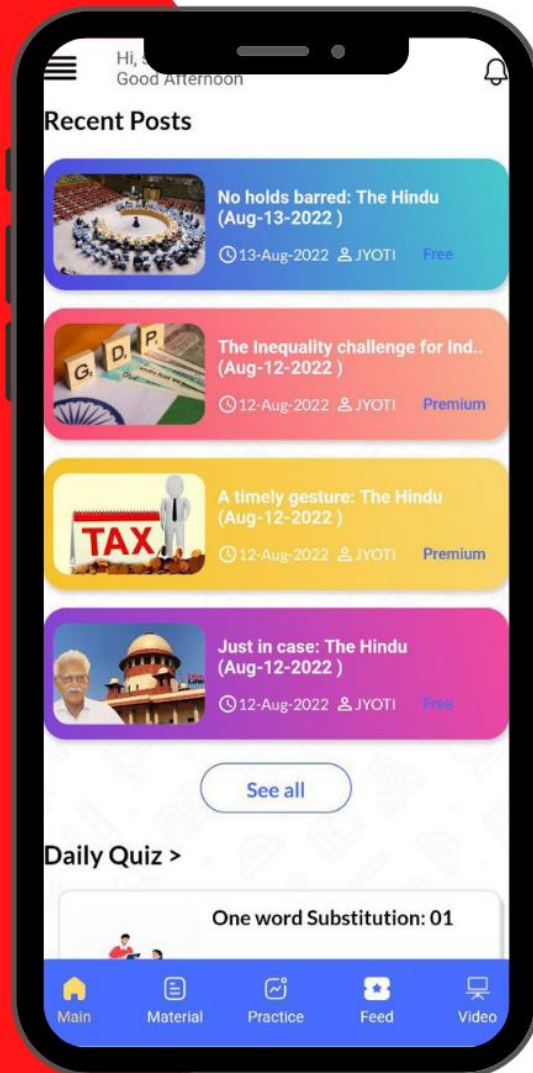 Hi,
Good Afternoon
Recent Posts
No holds barred: The Hindu
(Aug-13-2022 )
13-Aug-2022 JYOTI Free
G D P
The Inequality challenge for Ind..
(Aug-12-2022 )
12-Aug-2022 JYOTI Premium
TAX
A timely gesture: The Hindu
(Aug-12-2022 )
12-Aug-2022 JYOTI Premium
Just in case: The Hindu
(Aug-12-2022 )
12-Aug-2022 JYOTI Free
See all
Daily Quiz >
One word Substitution: 01
Main Material Practice Feed Video